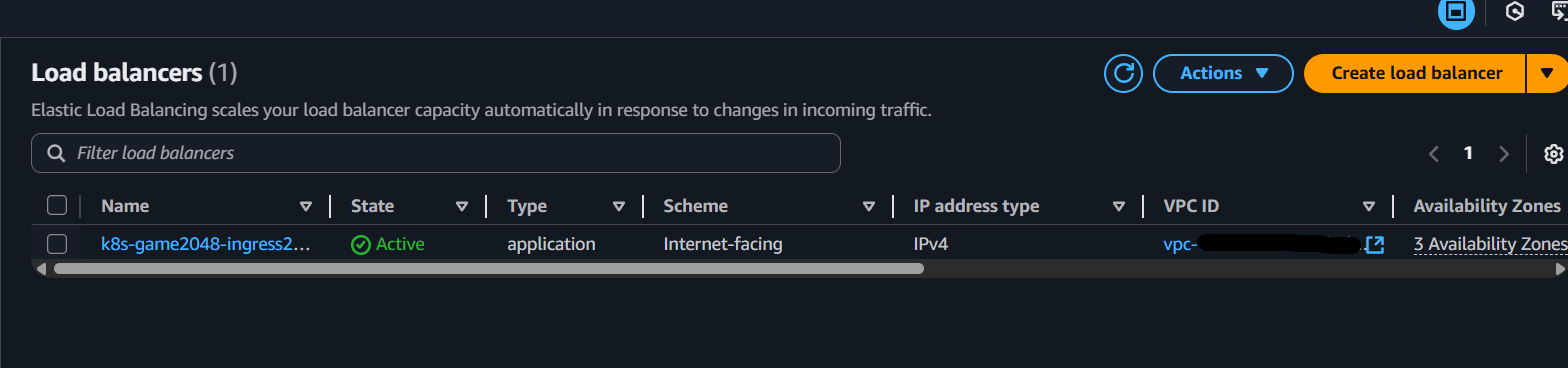 Load balancers (1)
Actions
Create load balancer
Elastic Load Balancing scales your load balancer capacity automatically in response to changes in incoming traffic.
Filter load balancers
1
Name State Type Scheme IP address type VPC ID Availability Zones
k8s-game2048-ingress2... Active application Internet-facing IPv4 vpc- 3 Availability Zones